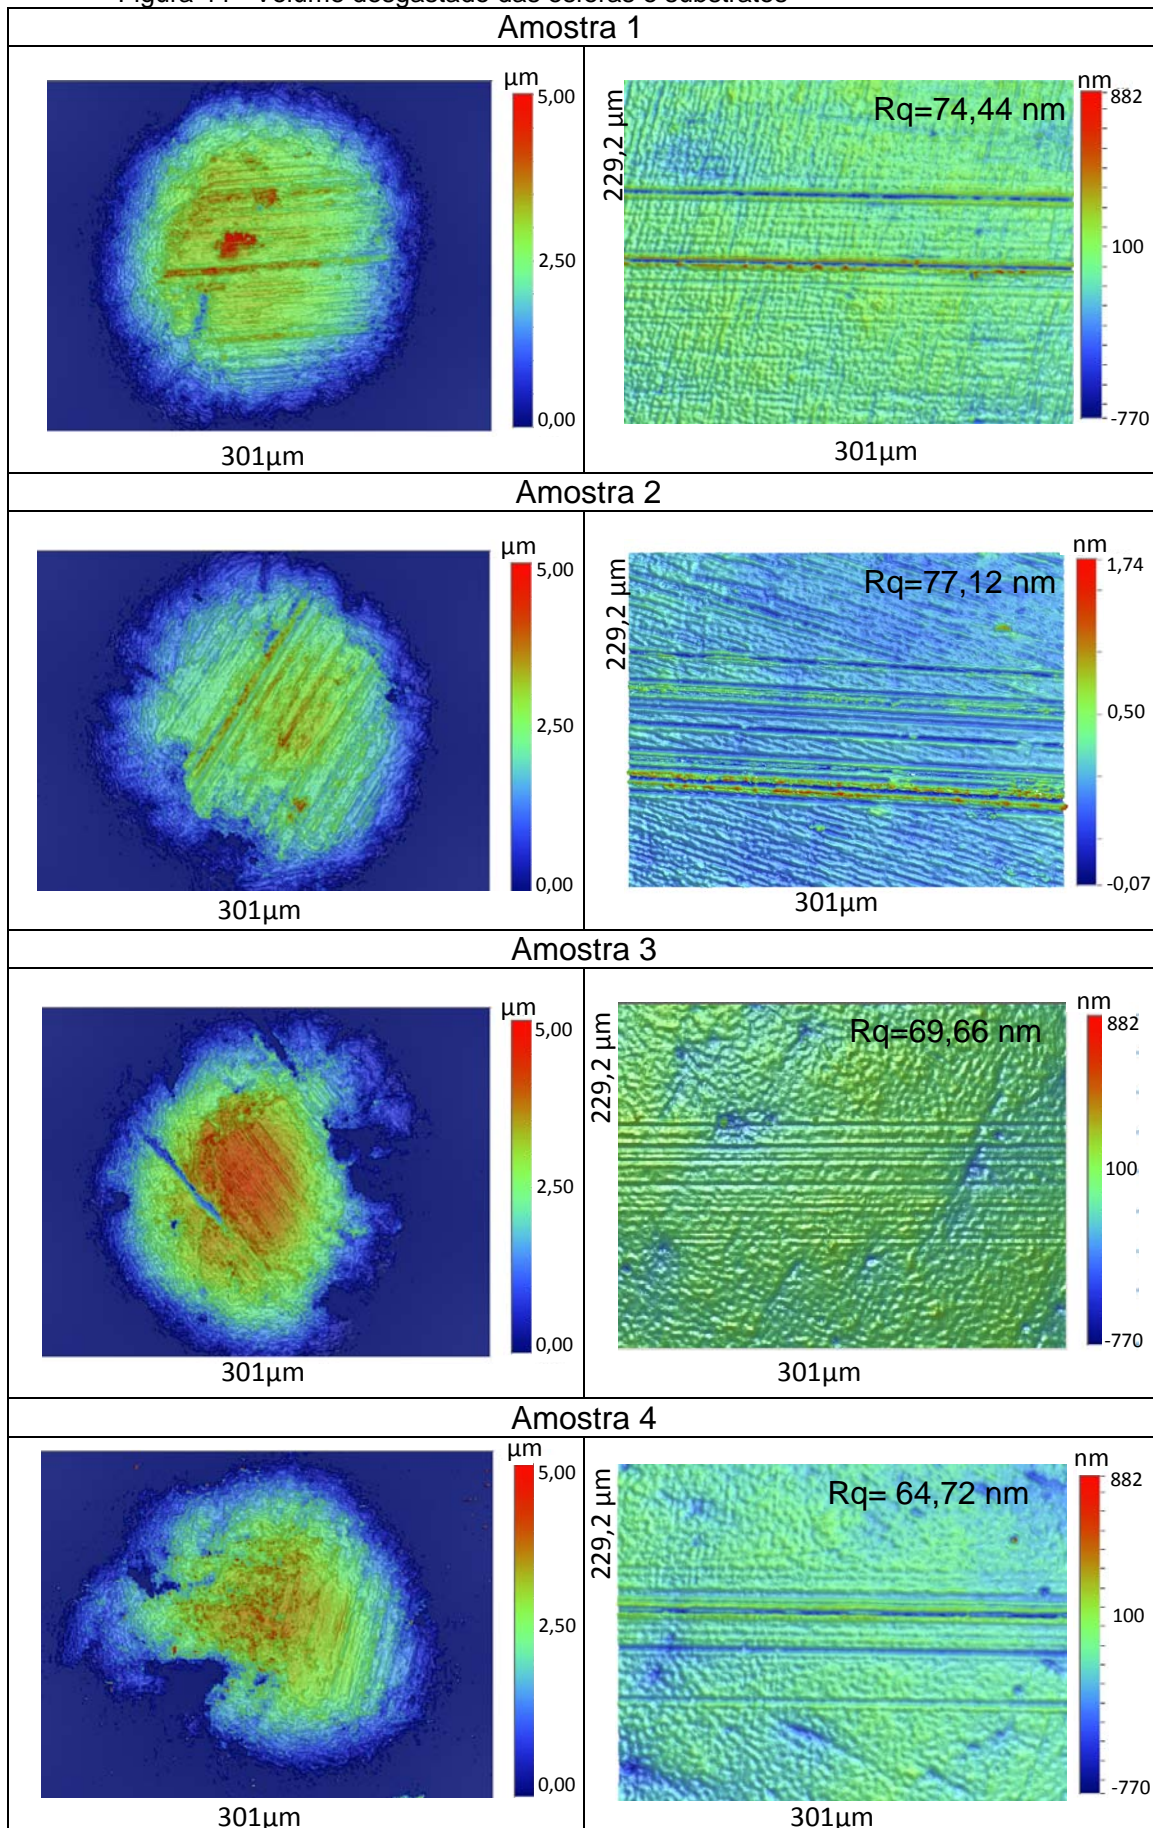 Amostra 1
µm
5,00
2,50
0,00
301µm
229,2 µm
Rq=74,44 nm
nm
882
100
-770
301µm
Amostra 2
µm
5,00
2,50
0,00
301µm
229,2 µm
Rq=77,12 nm
nm
1,74
0,50
-0,07
301µm
Amostra 3
µm
5,00
2,50
0,00
301µm
229,2 µm
Rq=69,66 nm
nm
882
100
-770
301µm
Amostra 4
µm
5,00
2,50
0,00
301µm
229,2 µm
Rq= 64,72 nm
nm
882
100
-770
301µm